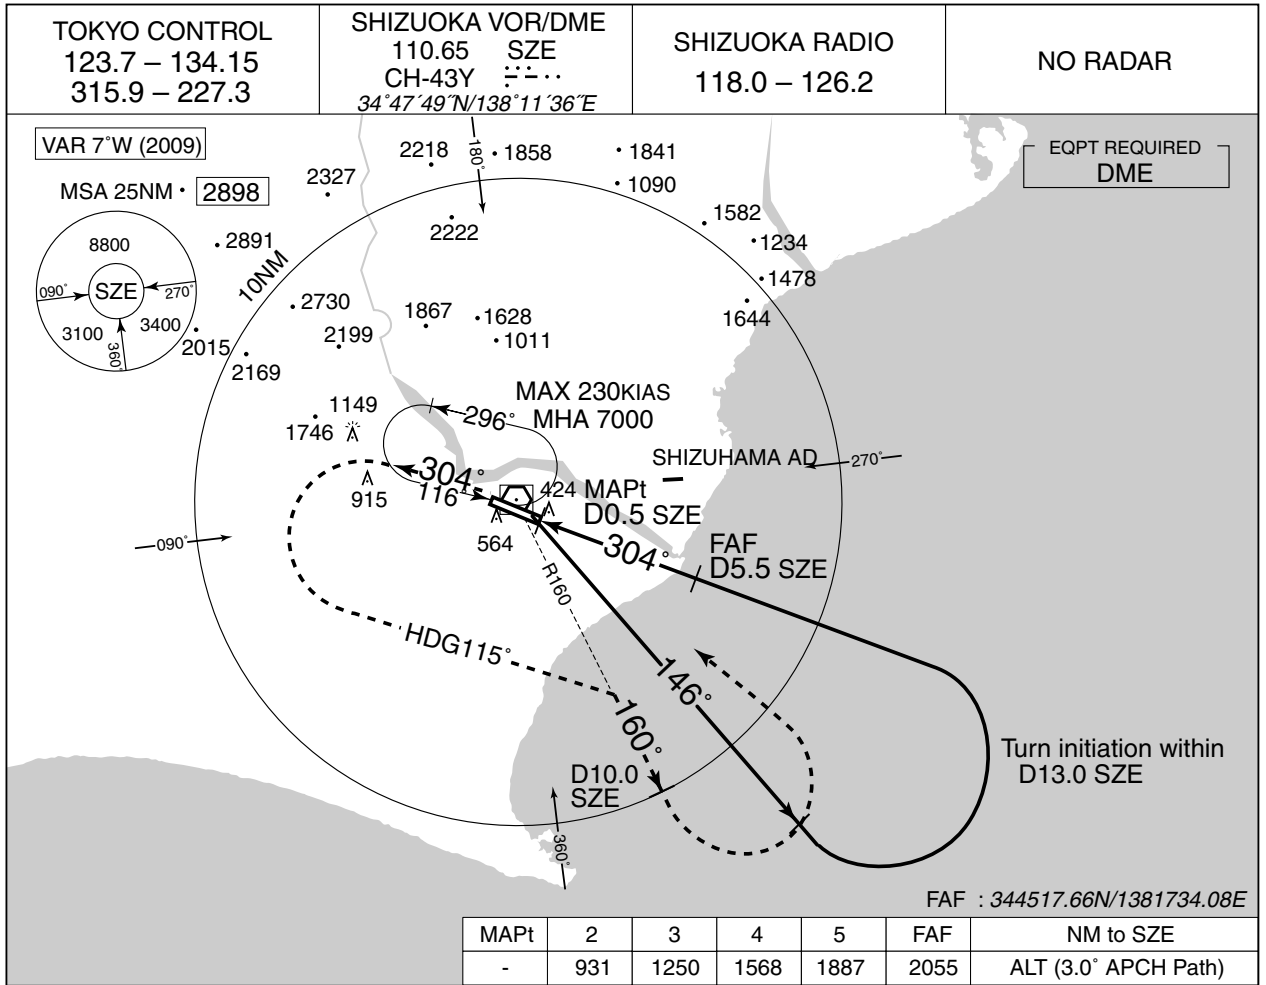 TOKYO CONTROL
123.7 – 134.15
315.9 – 227.3
SHIZUOKA VOR/DME
110.65 SZE
CH-43Y
34°47´49˝N/138°11´36˝E
SHIZUOKA RADIO
118.0 – 126.2
NO RADAR
VAR 7°W (2009)
MSA 25NM
2898
8800
090°
SZE
270°
3100
3400
360°
EQPT REQUIRED
DME
180°
2218
1858
1841
1090
2327
2222
1582
1234
2891
10NM
1478
2730
1867
1628
1644
2199
1011
2015
2169
MAX 230KIAS
MHA 7000
1149
1746
296°
SHIZUHAMA AD
270°
304°
915
116°
424
MAPt
D0.5 SZE
564
304°
FAF
D5.5 SZE
090°
R160
HDG115°
146°
160°
D10.0
SZE
Turn initiation within
D13.0 SZE
360°
FAF : 344517.66N/1381734.08E
MAPt 2 3 4 5 FAF NM to SZE
- 931 1250 1568 1887 2055 ALT (3.0° APCH Path)